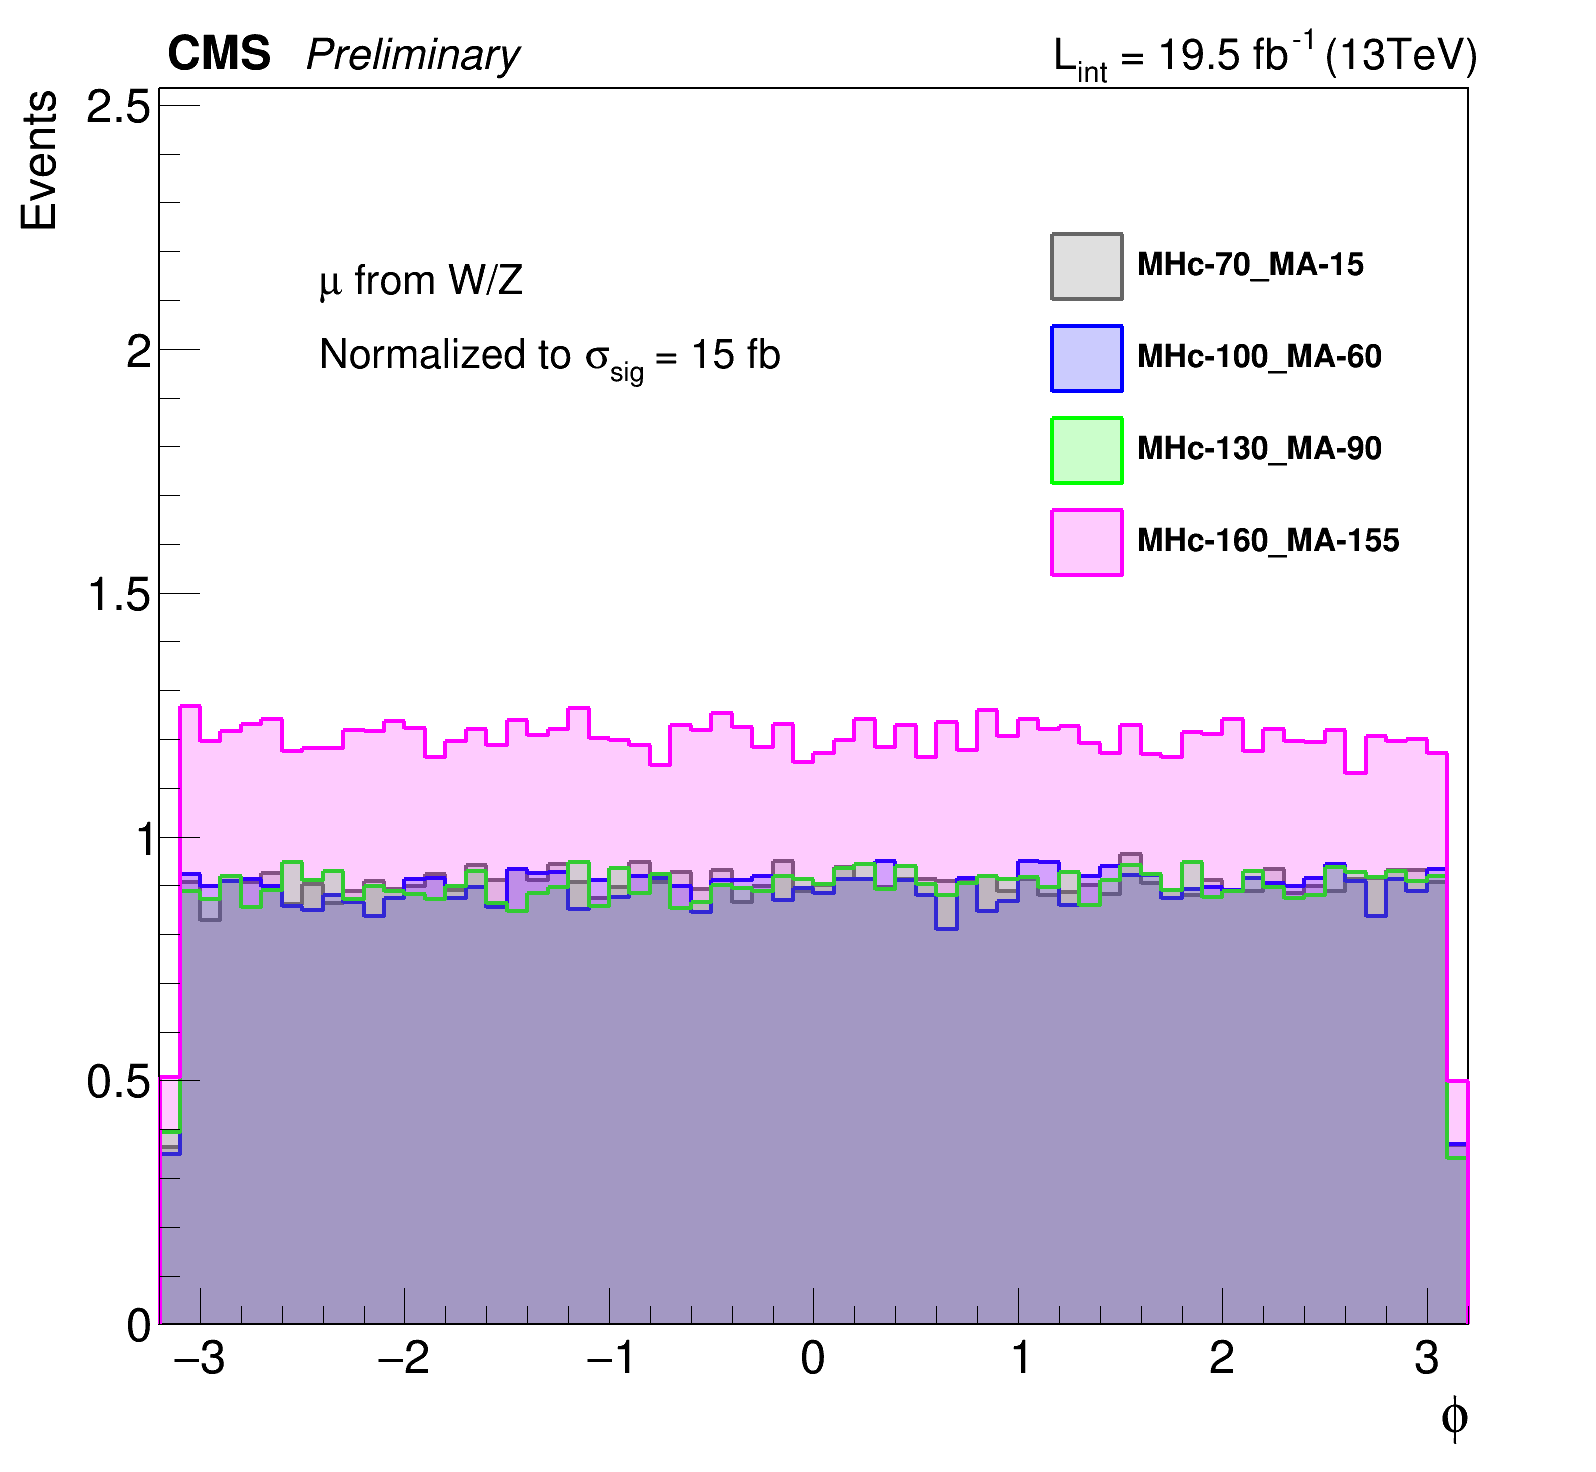 CMS Preliminary
L_int = 19.5 fb^-1 (13TeV)
Events
2.5
2
1.5
1
0.5
0
μ from W/Z
Normalized to σ_sig = 15 fb
MHc-70_MA-15
MHc-100_MA-60
MHc-130_MA-90
MHc-160_MA-155
−3 −2 −1 0 1 2 3
ϕ